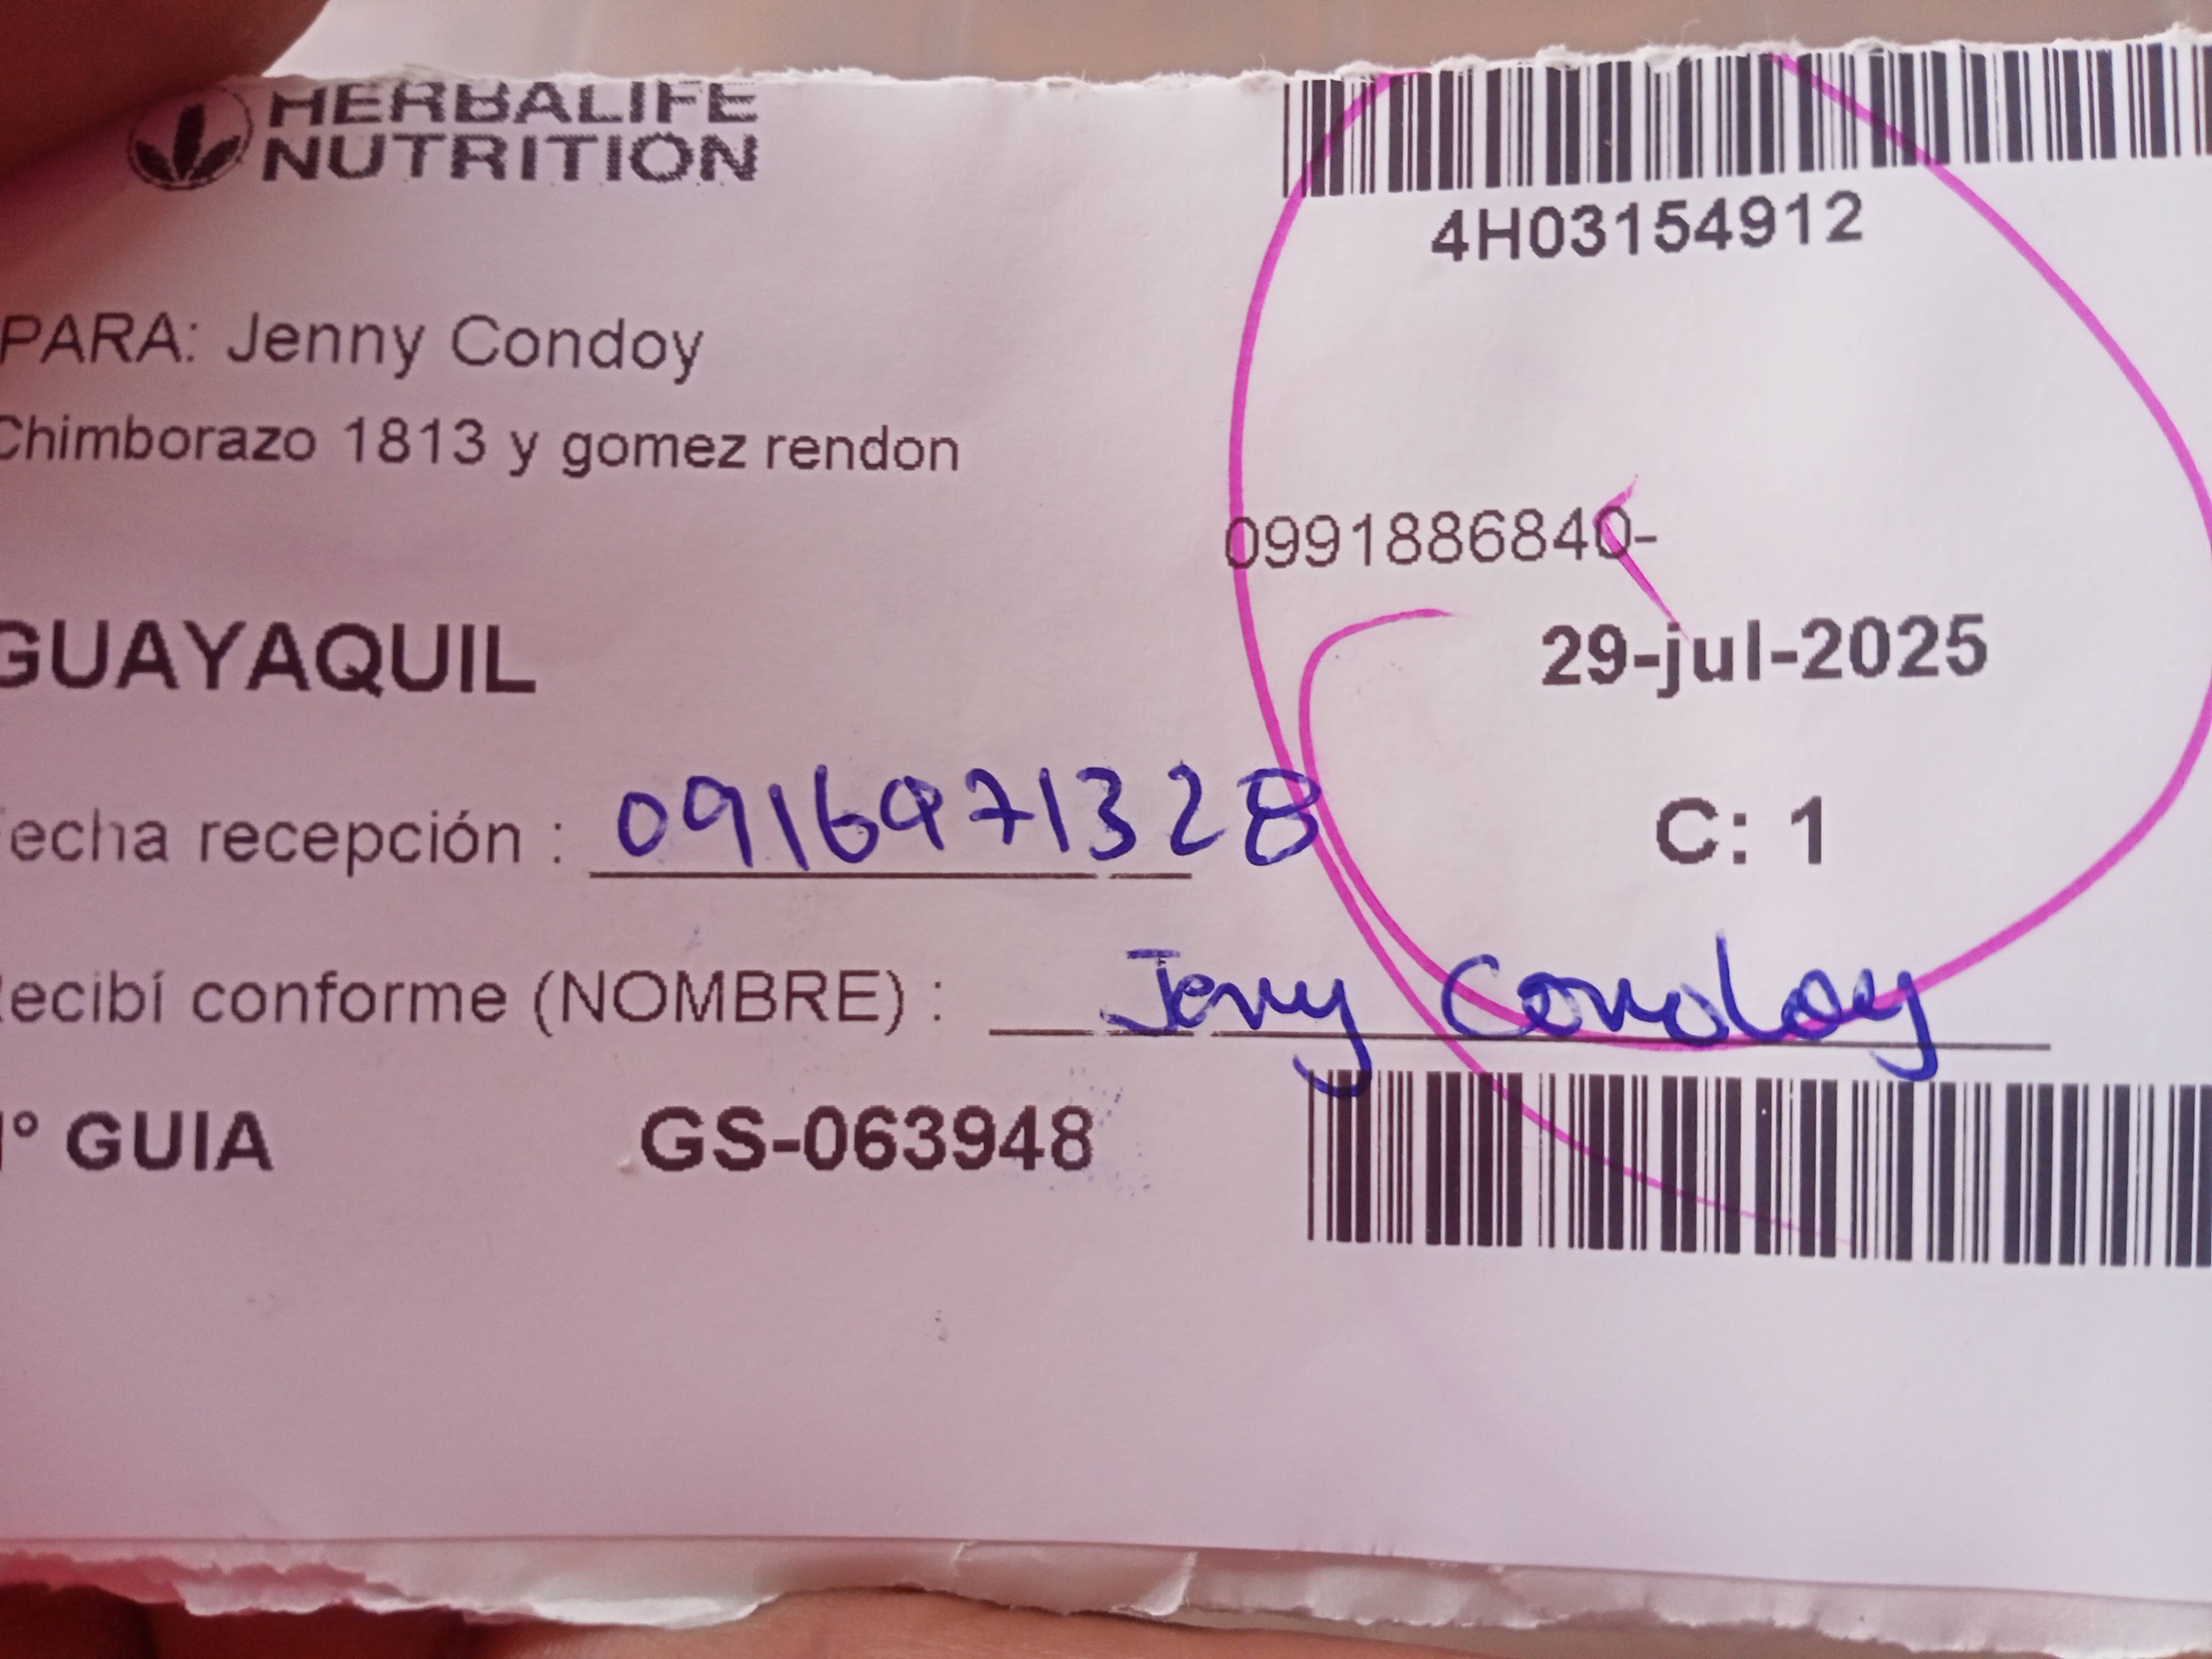 HERBALIFE
NUTRITION
4H03154912
PARA: Jenny Condoy
Chimborazo 1813 y gomez rendon
0991886840-
GUAYAQUIL
29-jul-2025
echa recepción : 0916971328
C: 1
ecibí conforme (NOMBRE) : Jenny Condoy
N° GUIA GS-063948